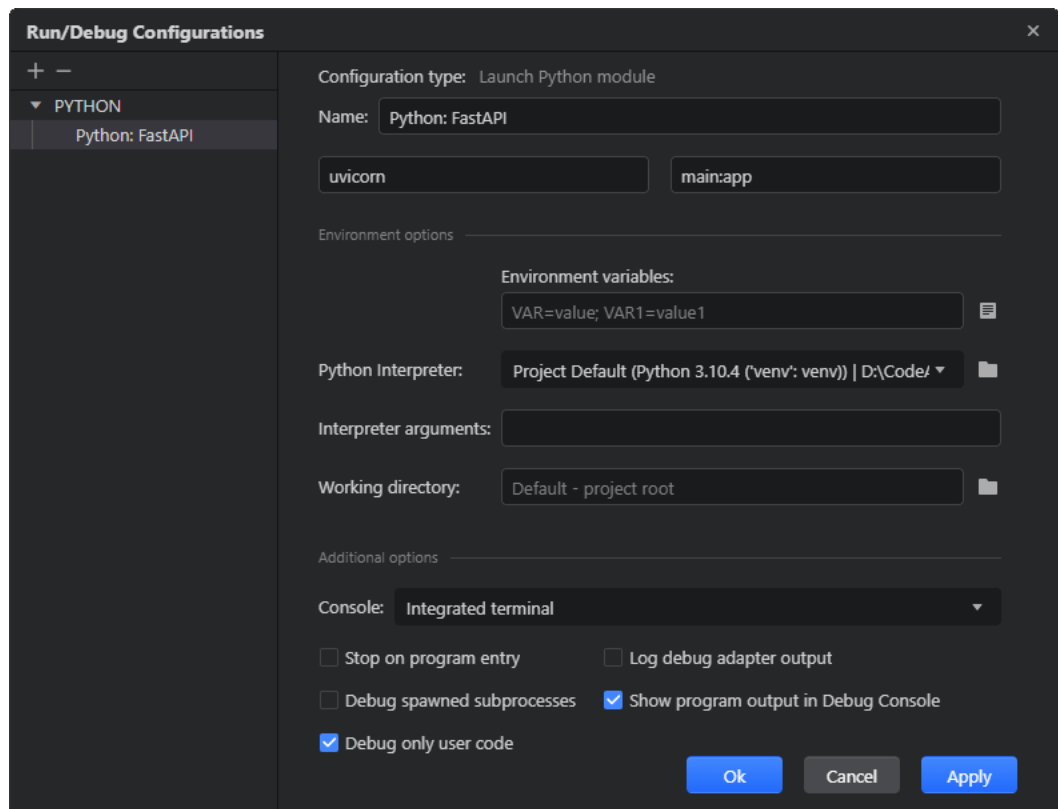 Run/Debug Configurations
PYTHON
Python: FastAPI
Configuration type: Launch Python module
Name: Python: FastAPI
uvicorn main:app
Environment options
Environment variables:
VAR=value; VAR1=value1
Python Interpreter: Project Default (Python 3.10.4 ('venv': venv)) | D:\CodeA
Interpreter arguments:
Working directory: Default - project root
Additional options
Console: Integrated terminal
Stop on program entry Log debug adapter output
Debug spawned subprocesses Show program output in Debug Console
Debug only user code
Ok Cancel Apply